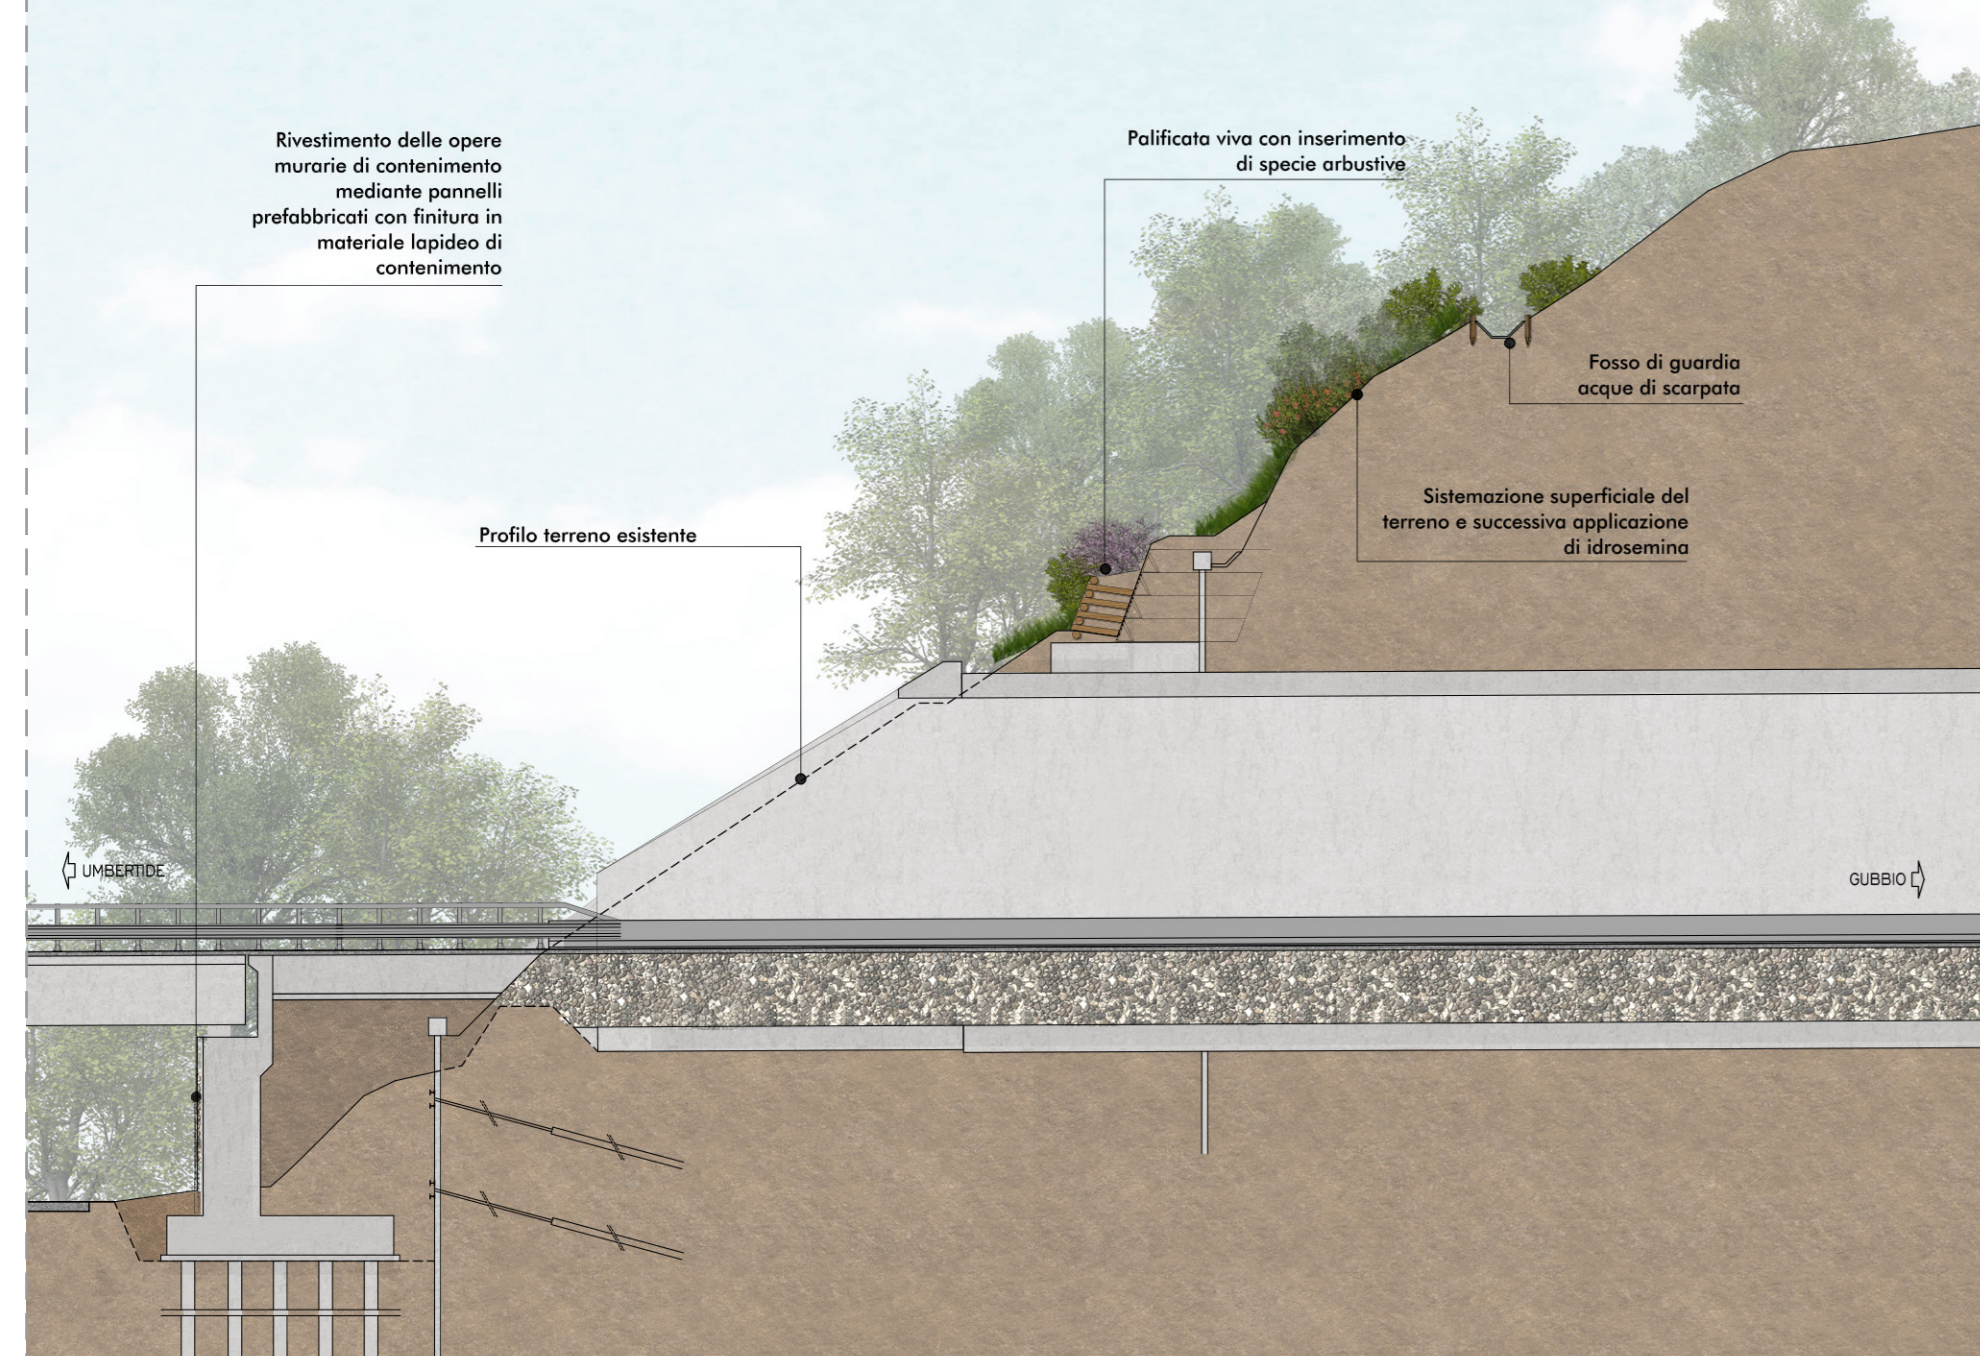 Rivestimento delle opere
murarie di contenimento
mediante pannelli
prefabbricati con finitura in
materiale lapideo di
contenimento
Palificata viva con inserimento
di specie arbustive
Fosso di guardia
acque di scarpata
Sistemazione superficiale del
terreno e successiva applicazione
di idrosemina
Profilo terreno esistente
UMBERTIDE
GUBBIO